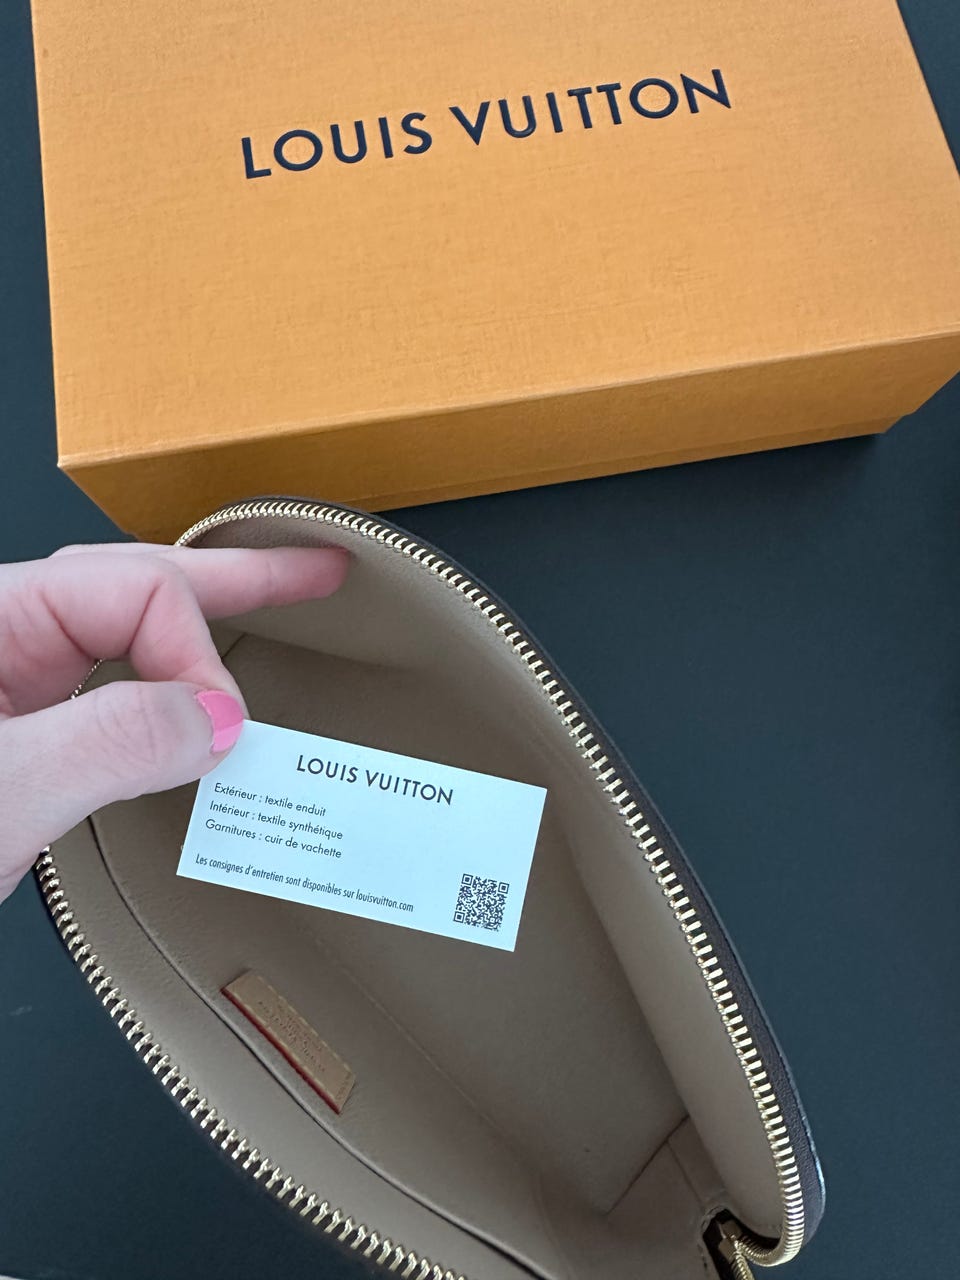 LOUIS VUITTON
LOUIS VUITTON
Extérieur : textile enduit
Intérieur : textile synthétique
Garnitures : cuir de vachette
Les consignes d'entretien sont disponibles sur louisvuitton.com